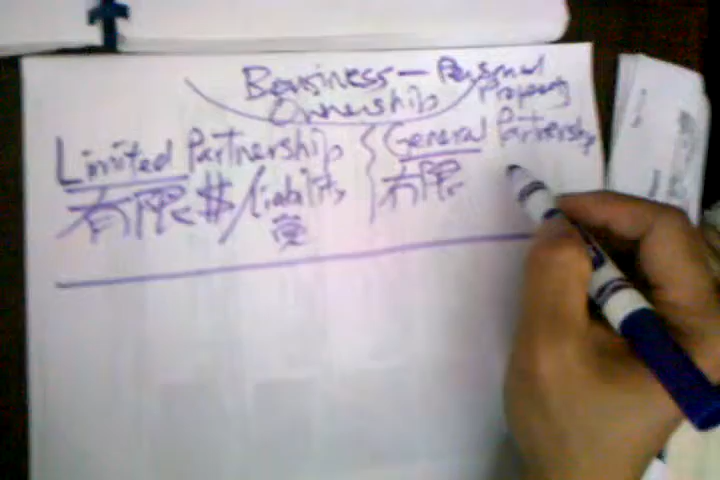 Business — Personal
Ownership Property
Limited Partnership
General Partnership
有限 $/Liability
有限